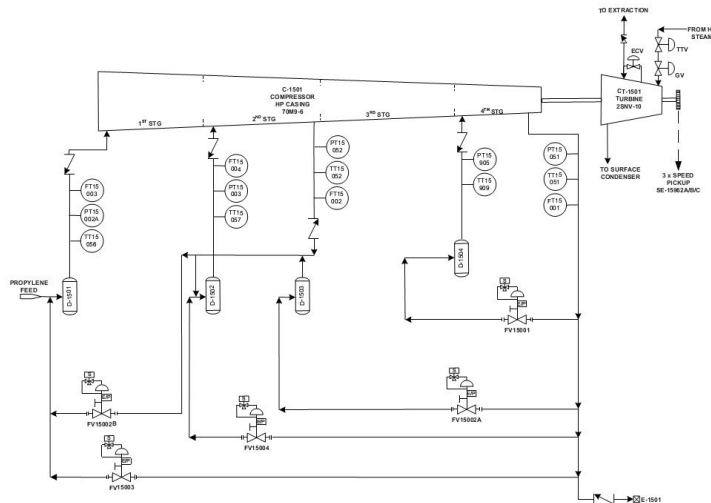 TO EXTRACTION
FROM H
STEAM
ECV
TTV
GV
C-1501
COMPRESSOR
HP CASING
70M9-6
CT-1501
TURBINE
2SNV-10
1ST STG
2ND STG
3RD STG
4TH STG
TO SURFACE
CONDENSER
3 x SPEED
PICKUP
SE-15962A/B/C
FT15
003
PT15
002A
TT15
056
FT15
004
PT15
003
TT15
057
PT15
052
TT15
052
FT15
002
PT15
905
TT15
909
PT15
051
TT15
051
FT15
001
PROPYLENE
FEED
D-1501
D-1502
D-1503
D-1504
S
E/P
FV15001
S
E/P
FV15002B
S
E/P
FV15004
S
E/P
FV15002A
S
E/P
FV15003
E-1501